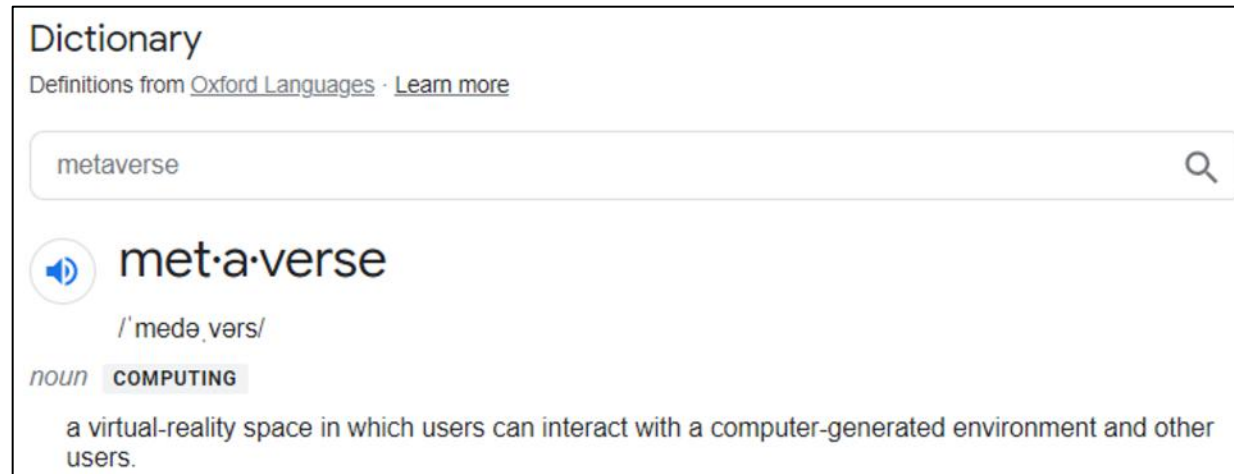 Dictionary
Definitions from Oxford Languages · Learn more
metaverse
met·a·verse
/ˈmedəˌvərs/
noun COMPUTING
a virtual-reality space in which users can interact with a computer-generated environment and other
users.